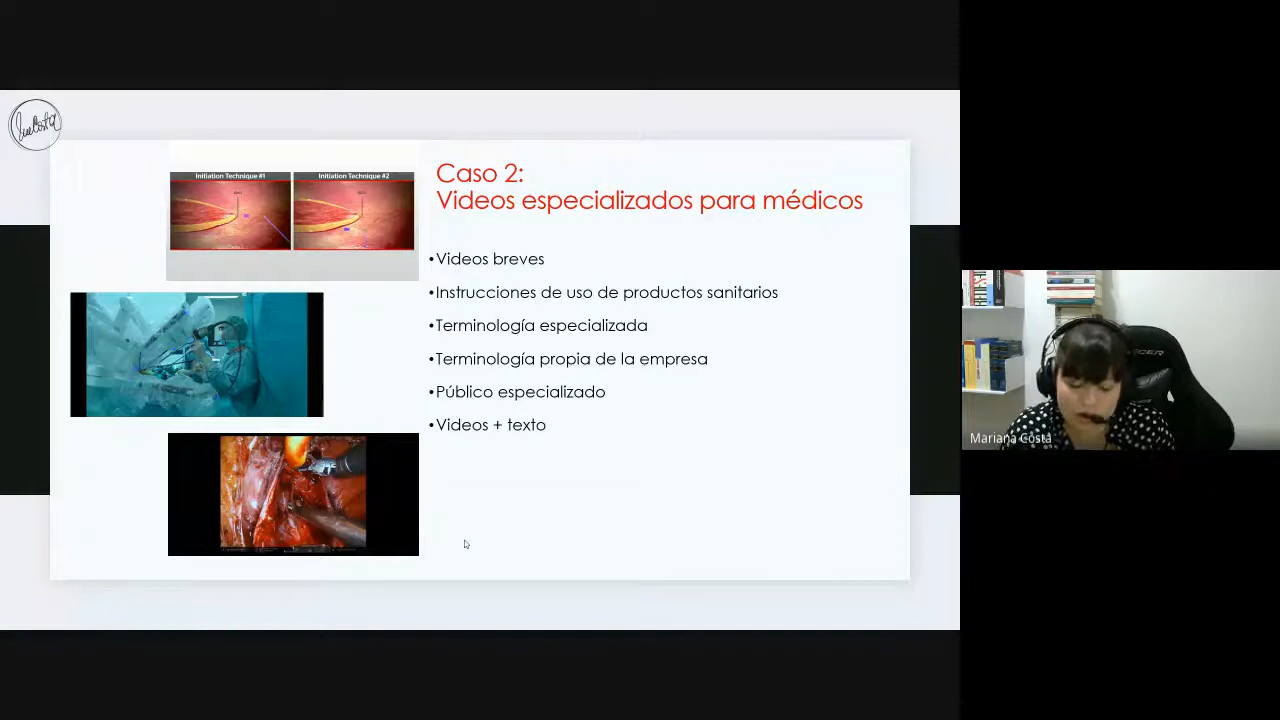 Initiation Technique #1
Initiation Technique #2
Caso 2:
Videos especializados para médicos
•Videos breves
•Instrucciones de uso de productos sanitarios
•Terminología especializada
•Terminología propia de la empresa
•Público especializado
•Videos + texto
Mariana Costa